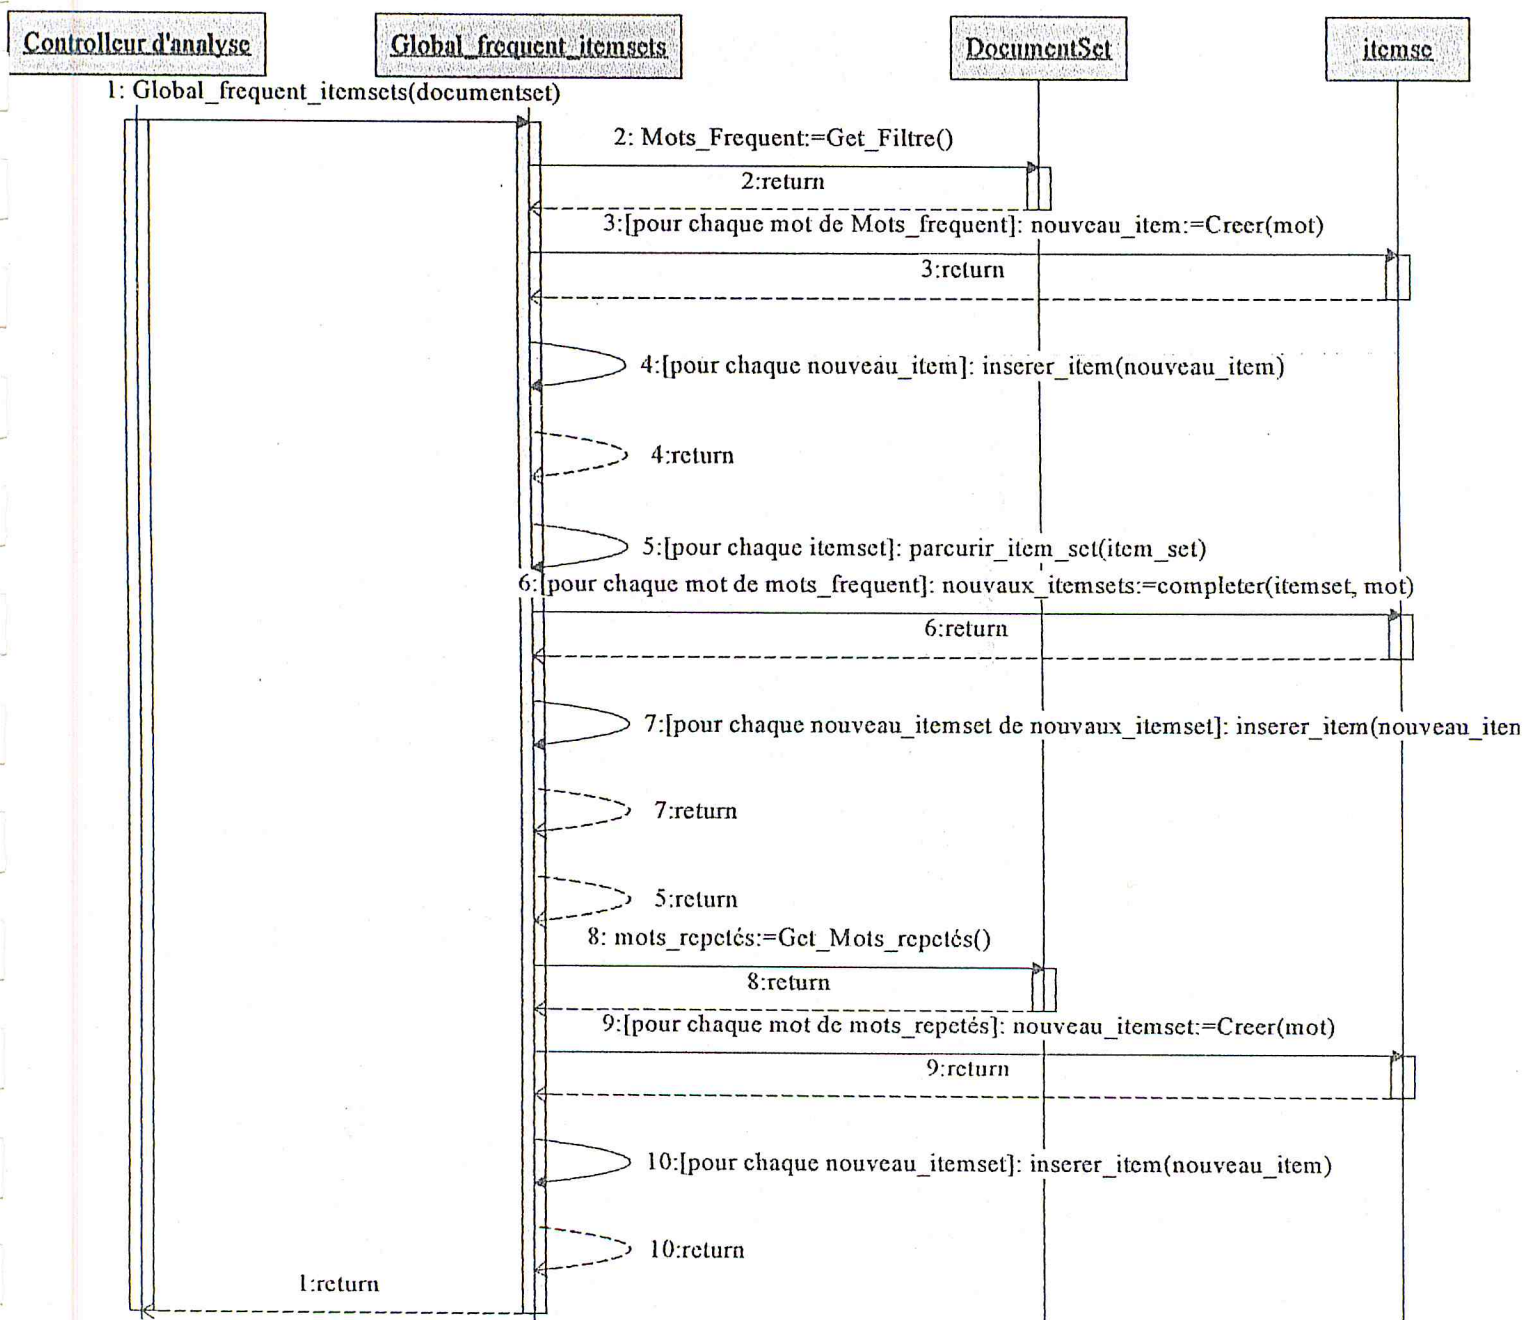 Controlleur d'analyse
Global_frequent_itemsets
DocumentSet
itemse
1: Global_frequent_itemsets(documentset)
2: Mots_Frequent:=Get_Filtre()
2:return
3:[pour chaque mot de Mots_frequent]: nouveau_item:=Creer(mot)
3:return
4:[pour chaque nouveau_item]: inserer_item(nouveau_item)
4:return
5:[pour chaque itemset]: parcurir_item_set(item_set)
6:[pour chaque mot de mots_frequent]: nouvaux_itemsets:=completer(itemset, mot)
6:return
7:[pour chaque nouveau_itemset de nouvaux_itemset]: inserer_item(nouveau_iten
7:return
5:return
8: mots_repetés:=Get_Mots_repetés()
8:return
9:[pour chaque mot de mots_repetés]: nouveau_itemset:=Creer(mot)
9:return
10:[pour chaque nouveau_itemset]: inserer_item(nouveau_item)
10:return
1:return